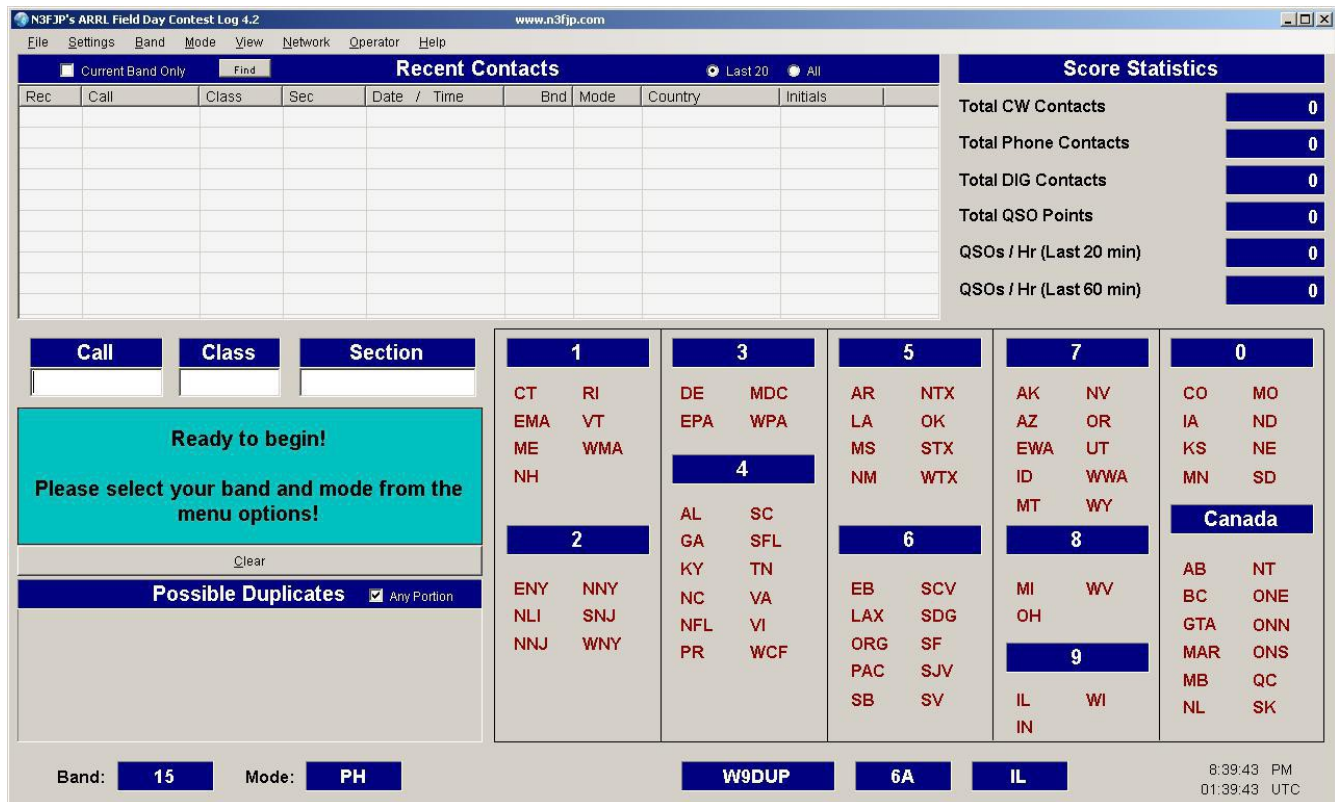 N3FJP's ARRL Field Day Contest Log 4.2 www.n3fjp.com
File Settings Band Mode View Network Operator Help
Current Band Only Find Recent Contacts Last 20 All
Rec Call Class Sec Date / Time Bnd Mode Country Initials
Score Statistics
Total CW Contacts 0
Total Phone Contacts 0
Total DIG Contacts 0
Total QSO Points 0
QSOs / Hr (Last 20 min) 0
QSOs / Hr (Last 60 min) 0
Call Class Section
Ready to begin!
Please select your band and mode from the
menu options!
Clear
Possible Duplicates Any Portion
1
CT RI
EMA VT
ME WMA
NH
2
ENY NNY
NLI SNJ
NNJ WNY
3
DE MDC
EPA WPA
4
AL SC
GA SFL
KY TN
NC VA
NFL VI
PR WCF
5
AR NTX
LA OK
MS STX
NM WTX
6
EB SCV
LAX SDG
ORG SF
PAC SJV
SB SV
7
AK NV
AZ OR
EWA UT
ID WWA
MT WY
8
MI WV
OH
9
IL WI
IN
0
CO MO
IA ND
KS NE
MN SD
Canada
AB NT
BC ONE
GTA ONN
MAR ONS
MB QC
NL SK
Band: 15 Mode: PH W9DUP 6A IL
8:39:43 PM
01:39:43 UTC